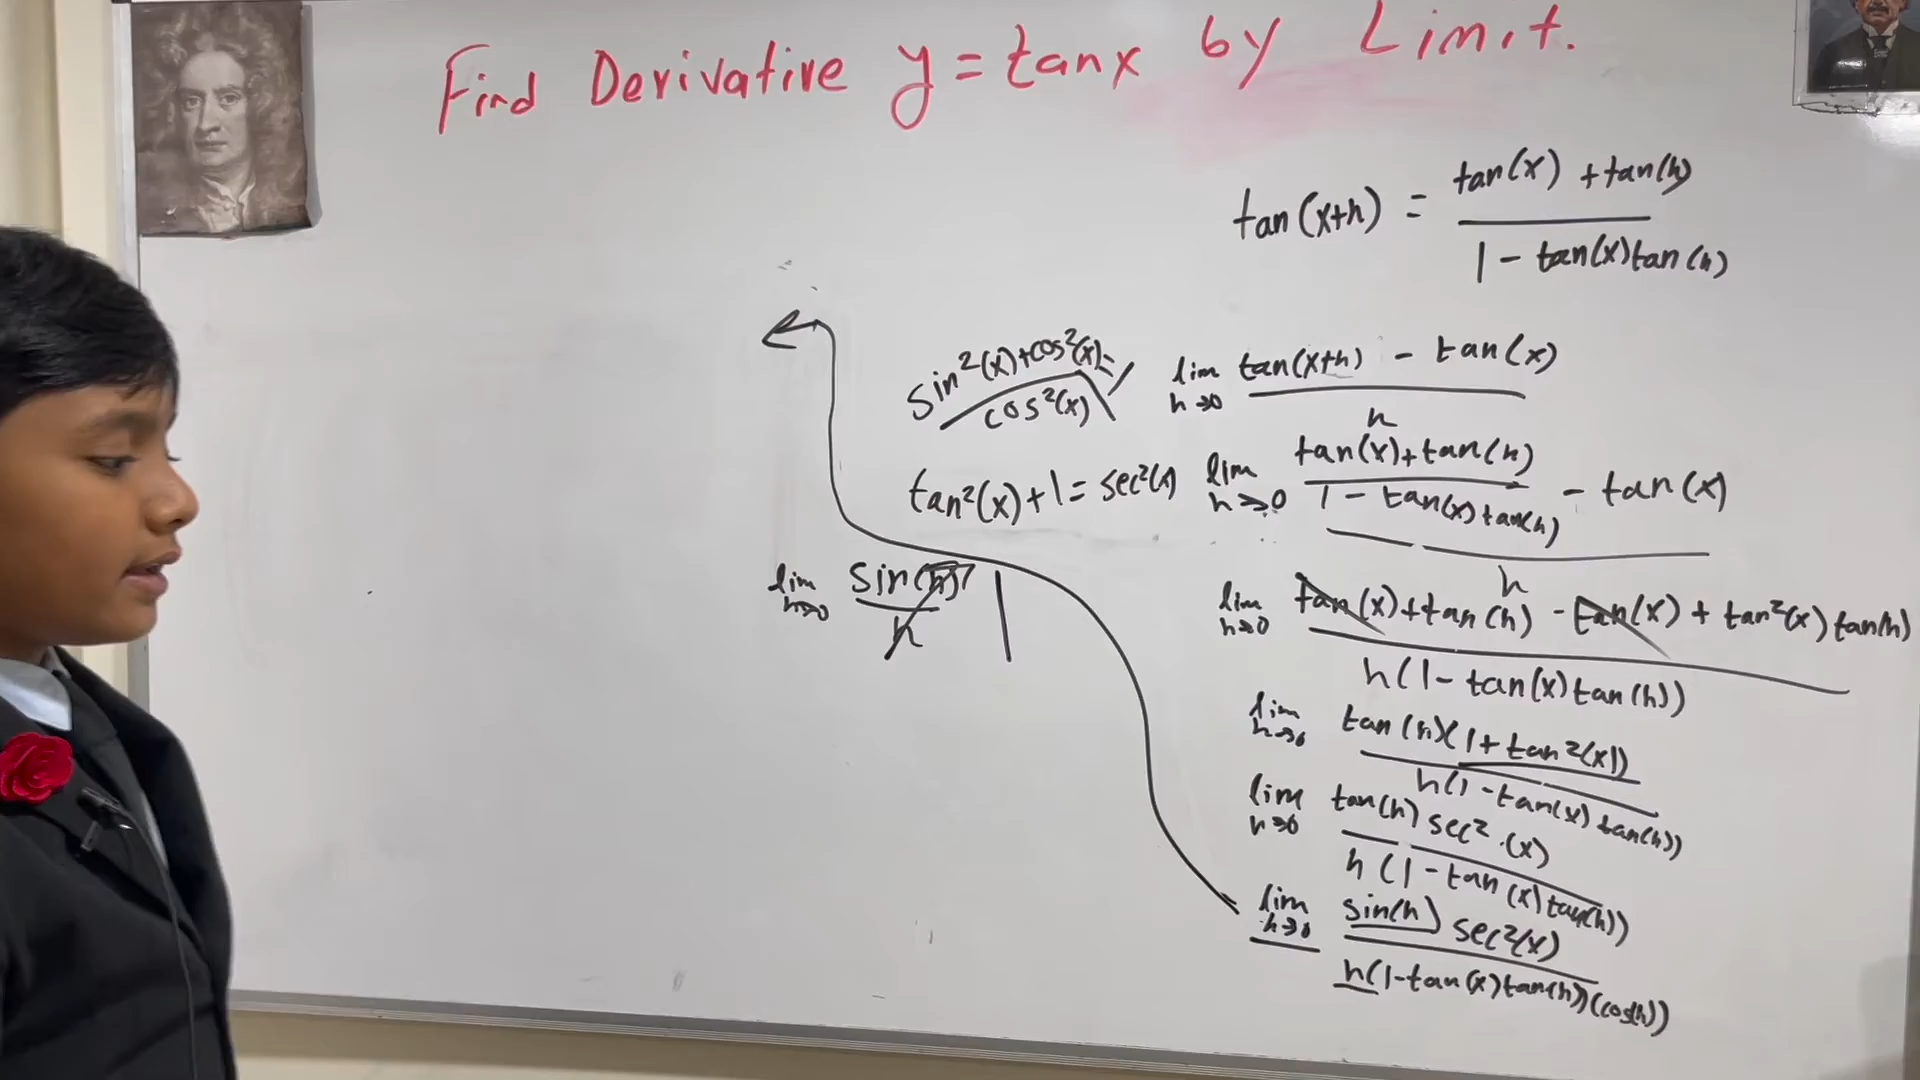 Find Derivative y = tanx by Limit.
tan(x+h) = tan(x) + tan(h)
1 - tan(x)tan(h)
sin²(x)+cos²(x)=1
cos²(x)
tan²(x)+1=sec²(x)
lim tan(x+h) - tan(x)
h→0 h
lim tan(x)+tan(h) - tan(x)
h→0 1 - tan(x)tan(h)
h
lim tan(x)+tan(h) - tan(x) + tan²(x)tan(h)
h→0 h(1-tan(x)tan(h))
lim tan(h)(1+tan²(x))
h→0 h(1-tan(x)tan(h))
lim tan(h) sec²(x)
h→0 h(1-tan(x)tan(h))
lim sin(h) sec²(x)
h→0 h(1-tan(x)tan(h))(cos(h))
lim sin(h)
h→0 h